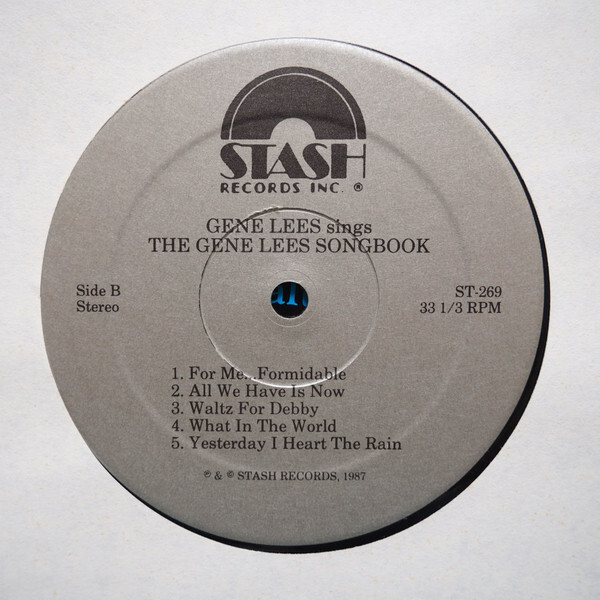 STASH
RECORDS INC. ®
GENE LEES sings
THE GENE LEES SONGBOOK
Side B
Stereo
ST-269
33 1/3 RPM
1. For Me...Formidable
2. All We Have Is Now
3. Waltz For Debby
4. What In The World
5. Yesterday I Heart The Rain
℗ & © STASH RECORDS, 1987